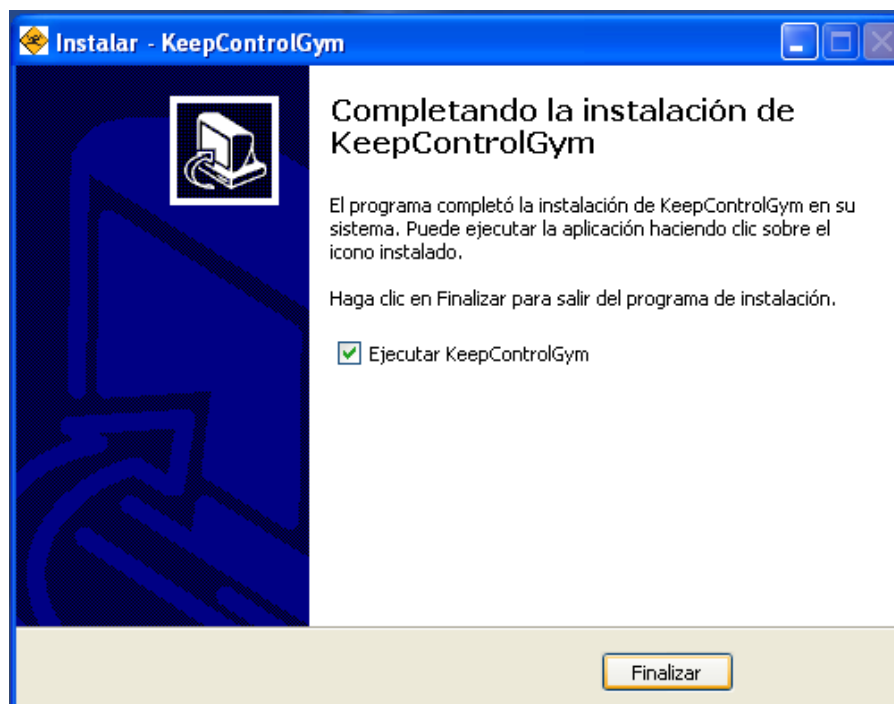 Instalar - KeepControlGym
Completando la instalación de
KeepControlGym
El programa completó la instalación de KeepControlGym en su
sistema. Puede ejecutar la aplicación haciendo clic sobre el
icono instalado.
Haga clic en Finalizar para salir del programa de instalación.
Ejecutar KeepControlGym
Finalizar